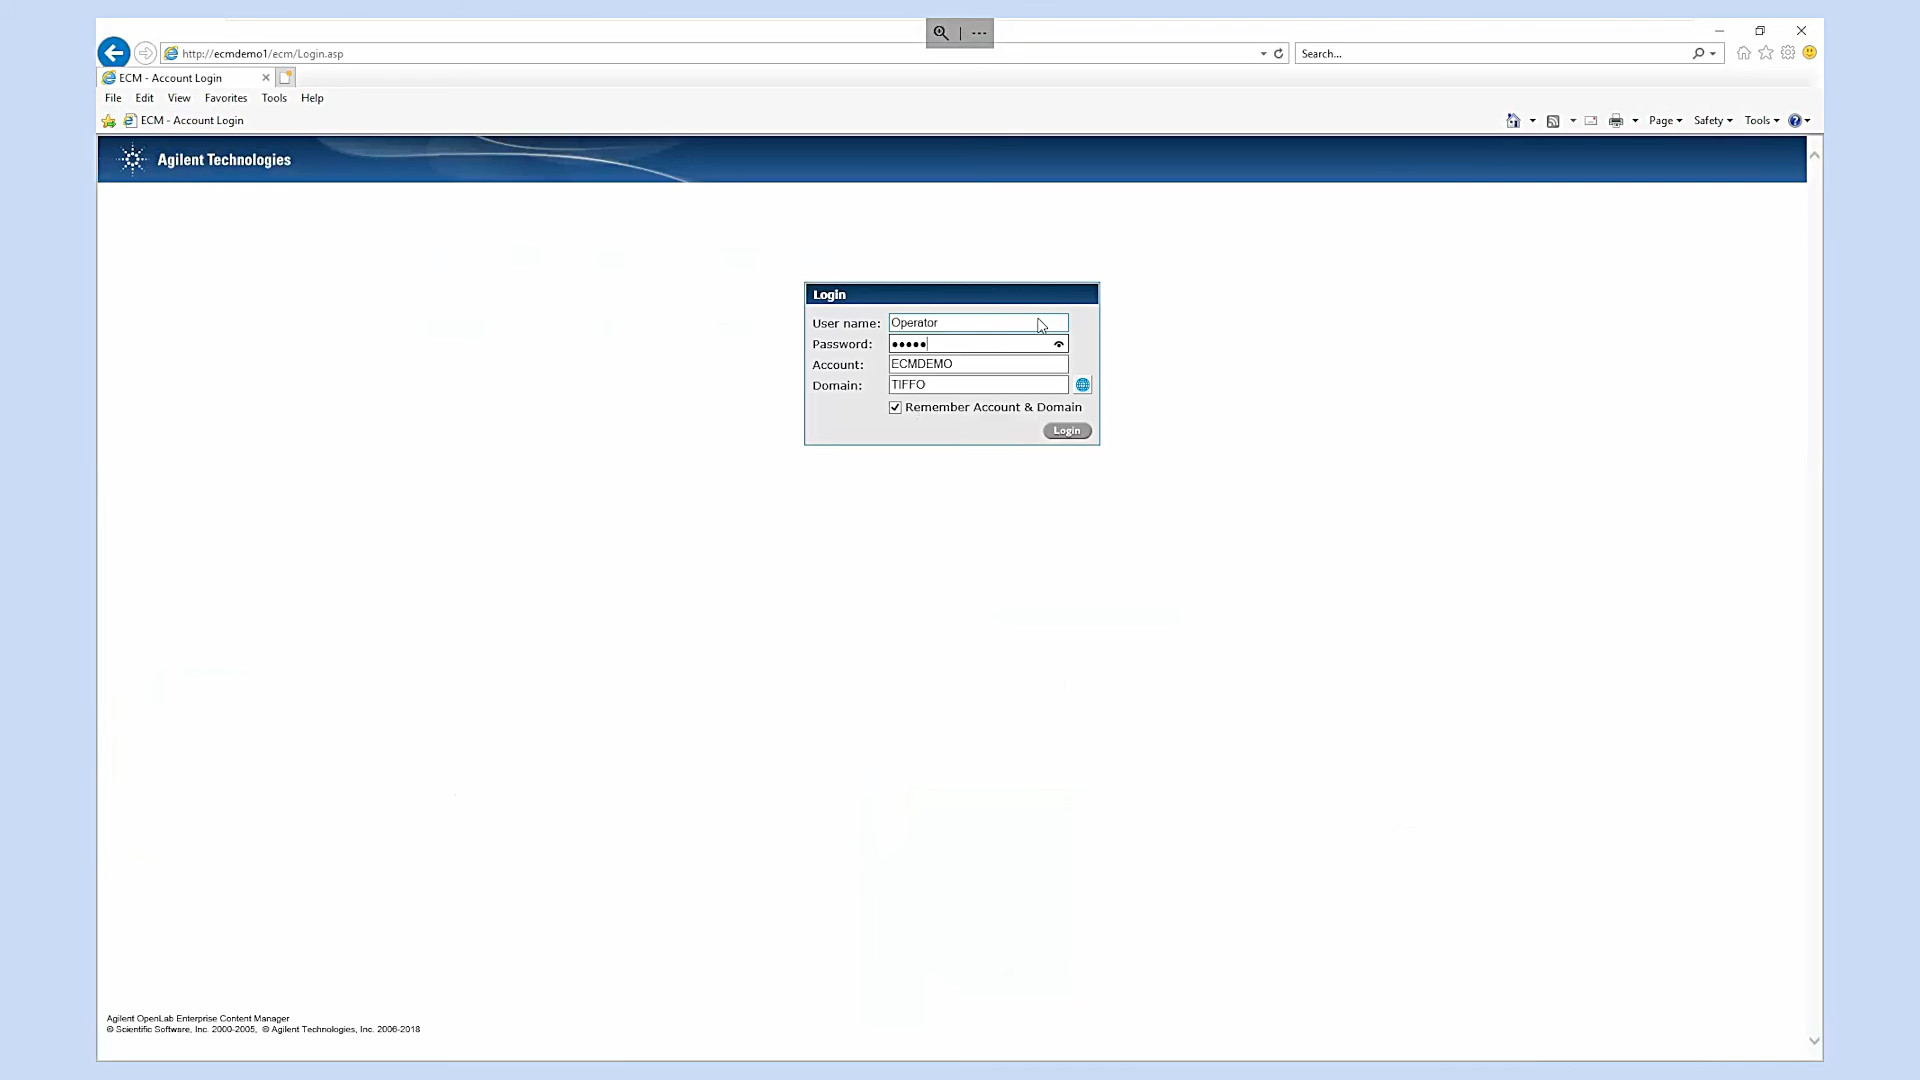 http://ecmdemo1/ecm/Login.asp
Search...
ECM - Account Login
File Edit View Favorites Tools Help
ECM - Account Login
Page Safety Tools
Agilent Technologies
Login
User name: Operator
Password: •••••
Account: ECMDEMO
Domain: TIFFO
Remember Account & Domain
Login
Agilent OpenLab Enterprise Content Manager
© Scientific Software, Inc. 2000-2005, © Agilent Technologies, Inc. 2006-2018